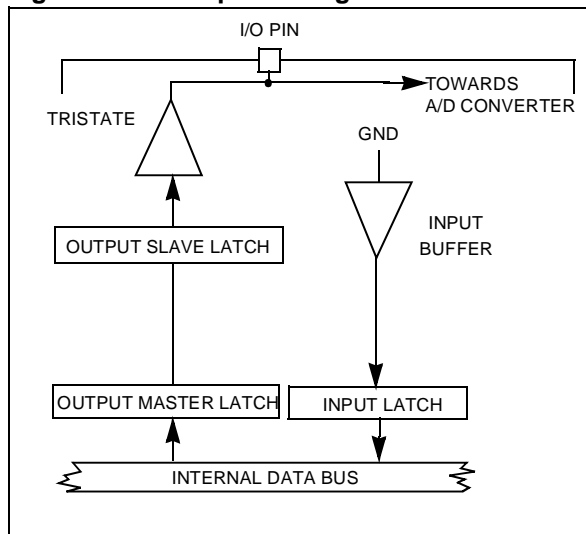 I/O PIN
TOWARDS
A/D CONVERTER
TRISTATE
GND
INPUT
BUFFER
OUTPUT SLAVE LATCH
OUTPUT MASTER LATCH
INPUT LATCH
INTERNAL DATA BUS